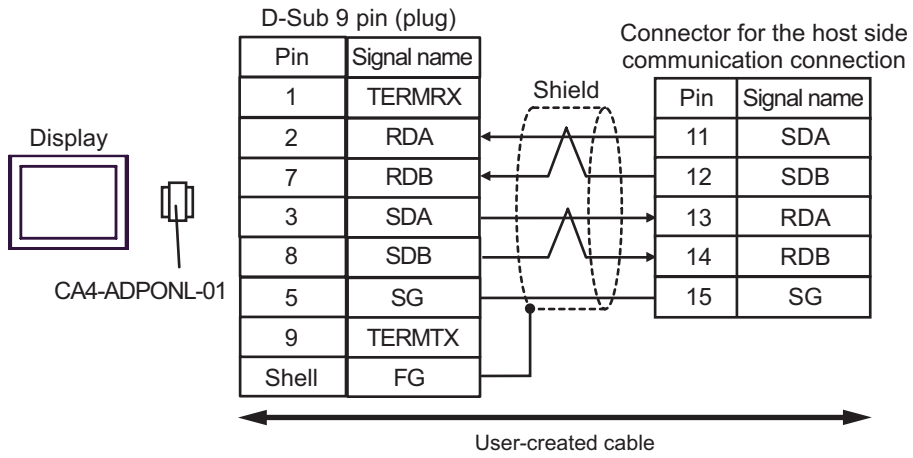 D-Sub 9 pin (plug)
Connector for the host side
communication connection
Pin Signal name
1 TERMRX
2 RDA
7 RDB
3 SDA
8 SDB
5 SG
9 TERMTX
Shell FG
Shield
Pin Signal name
11 SDA
12 SDB
13 RDA
14 RDB
15 SG
Display
CA4-ADPONL-01
User-created cable